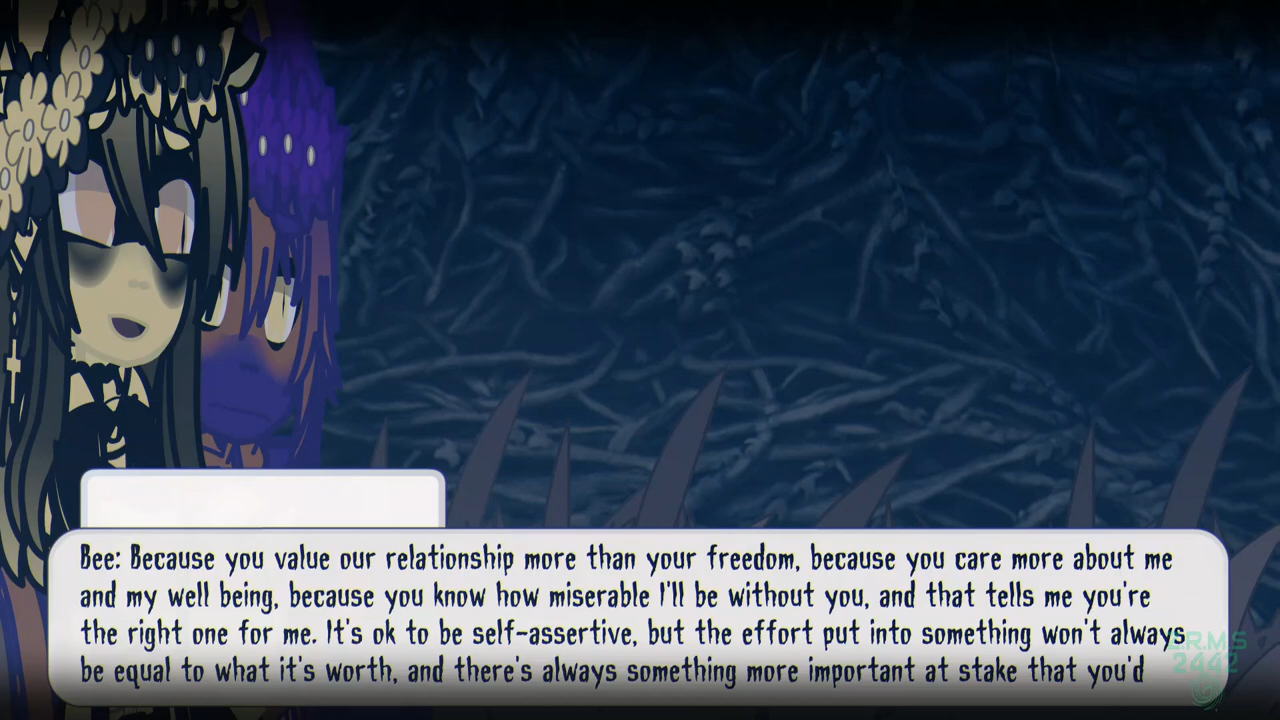 Bee: Because you value our relationship more than your freedom, because you care more about me
and my well being, because you know how miserable I'll be without you, and that tells me you're
the right one for me. It's ok to be self-assertive, but the effort put into something won't always
be equal to what it's worth, and there's always something more important at stake that you'd
2442